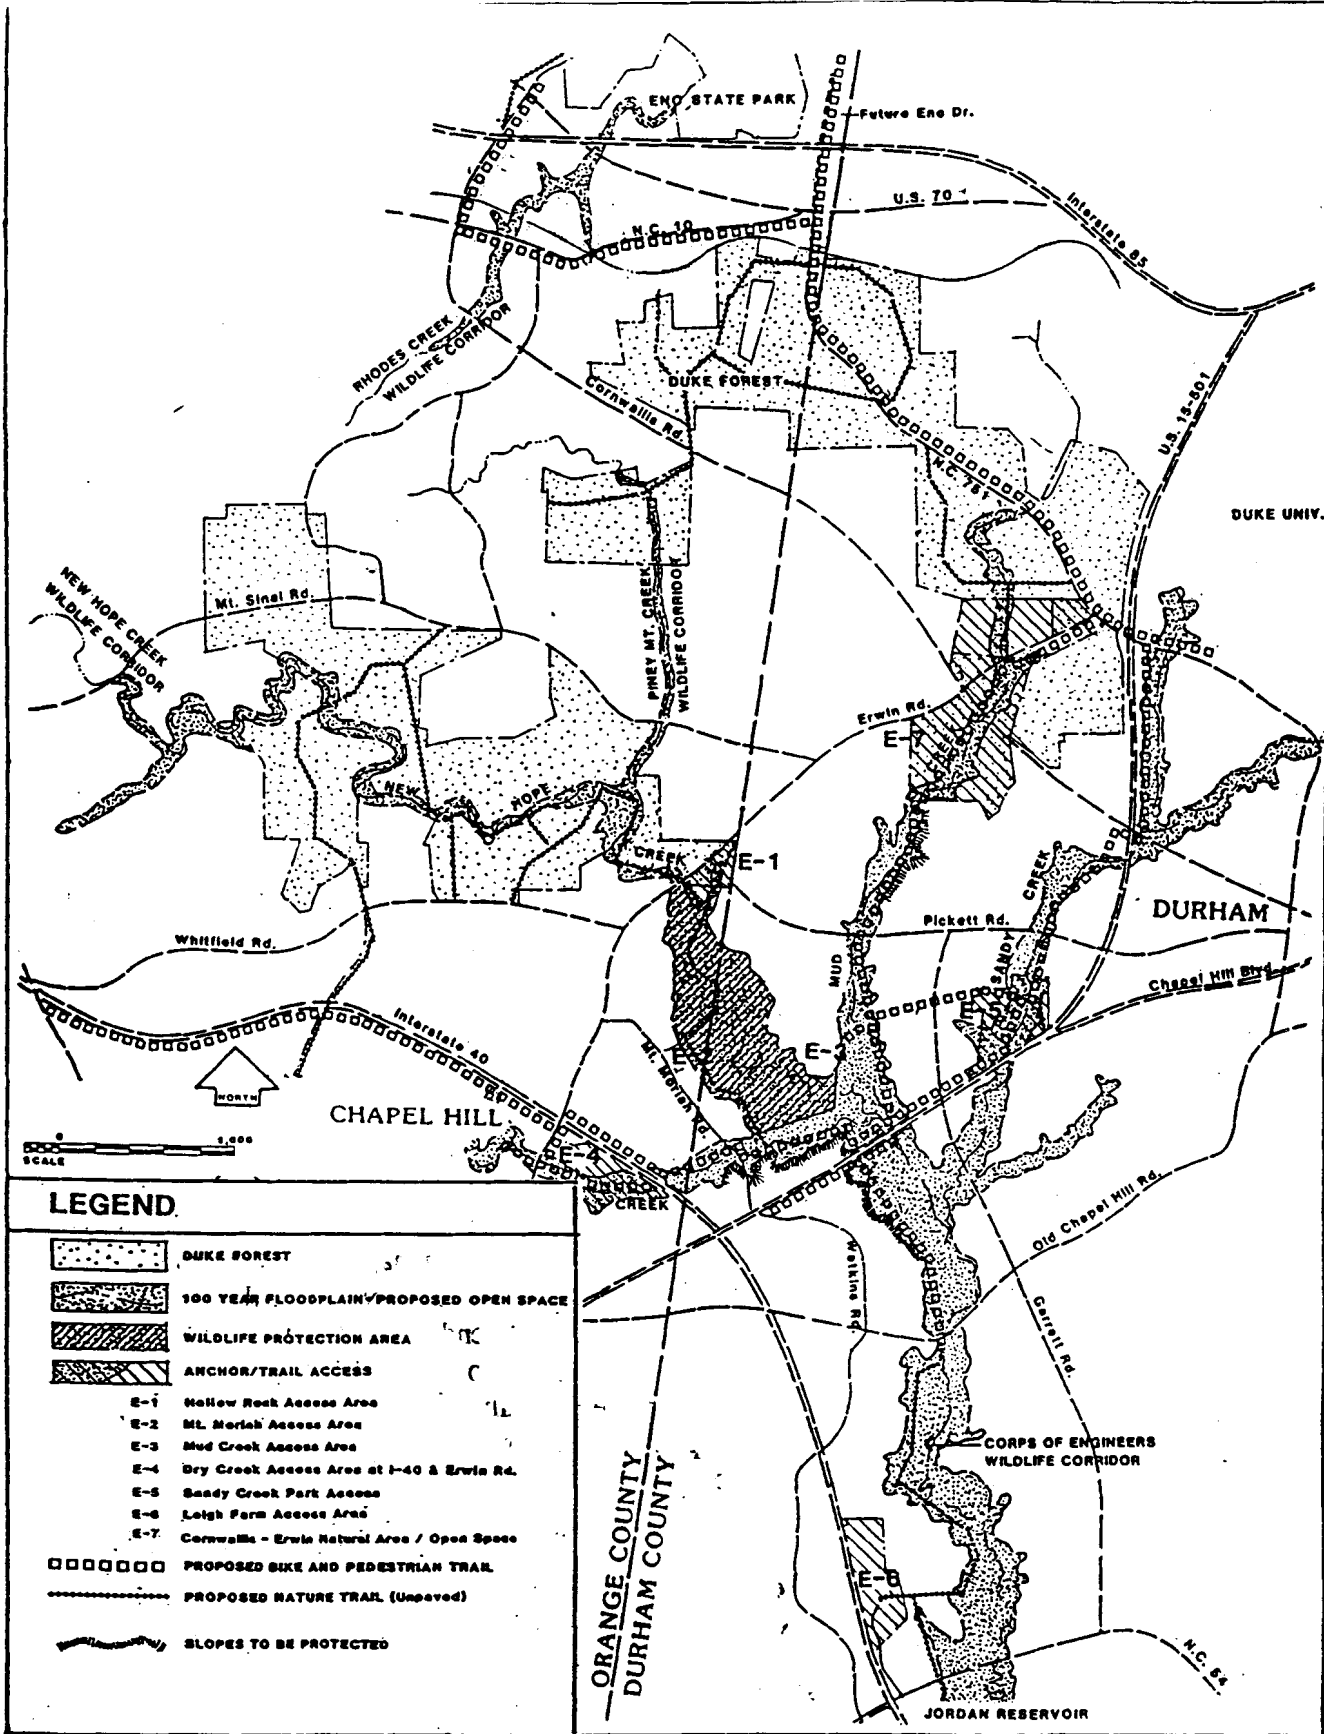 ENO STATE PARK
Future Eno Dr.
U.S. 70
Interstate 85
N.C. 10
RHODES CREEK
WILDLIFE CORRIDOR
DUKE FOREST
Cornwallis Rd.
U.S. 15-501
N.C. 751
DUKE UNIV.
NEW HOPE CREEK
WILDLIFE CORRIDOR
Mt. Sinai Rd.
PINEY MT. CREEK
WILDLIFE CORRIDOR
Erwin Rd.
E-7
NEW HOPE CREEK
E-1
CREEK
SANDY
DURHAM
Pickett Rd.
Whitfield Rd.
MUD
Chapel Hill Blvd.
Interstate 40
Mt. Moriah Rd.
NORTH
CHAPEL HILL
0 1,000
SCALE
E-4
CREEK
Old Chapel Hill Rd.
Watkins Rd.
Garrett Rd.
LEGEND
DUKE FOREST
100 YEAR FLOODPLAIN/PROPOSED OPEN SPACE
WILDLIFE PROTECTION AREA
ANCHOR/TRAIL ACCESS
E-1 Hollow Rock Access Area
E-2 Mt. Moriah Access Area
E-3 Mud Creek Access Area
E-4 Dry Creek Access Area at I-40 & Erwin Rd.
E-5 Sandy Creek Park Access
E-6 Leigh Farm Access Area
E-7 Cornwallis - Erwin Natural Area / Open Space
PROPOSED BIKE AND PEDESTRIAN TRAIL
PROPOSED NATURE TRAIL (Unpaved)
SLOPES TO BE PROTECTED
ORANGE COUNTY
DURHAM COUNTY
CORPS OF ENGINEERS
WILDLIFE CORRIDOR
E-6
N.C. 54
JORDAN RESERVOIR